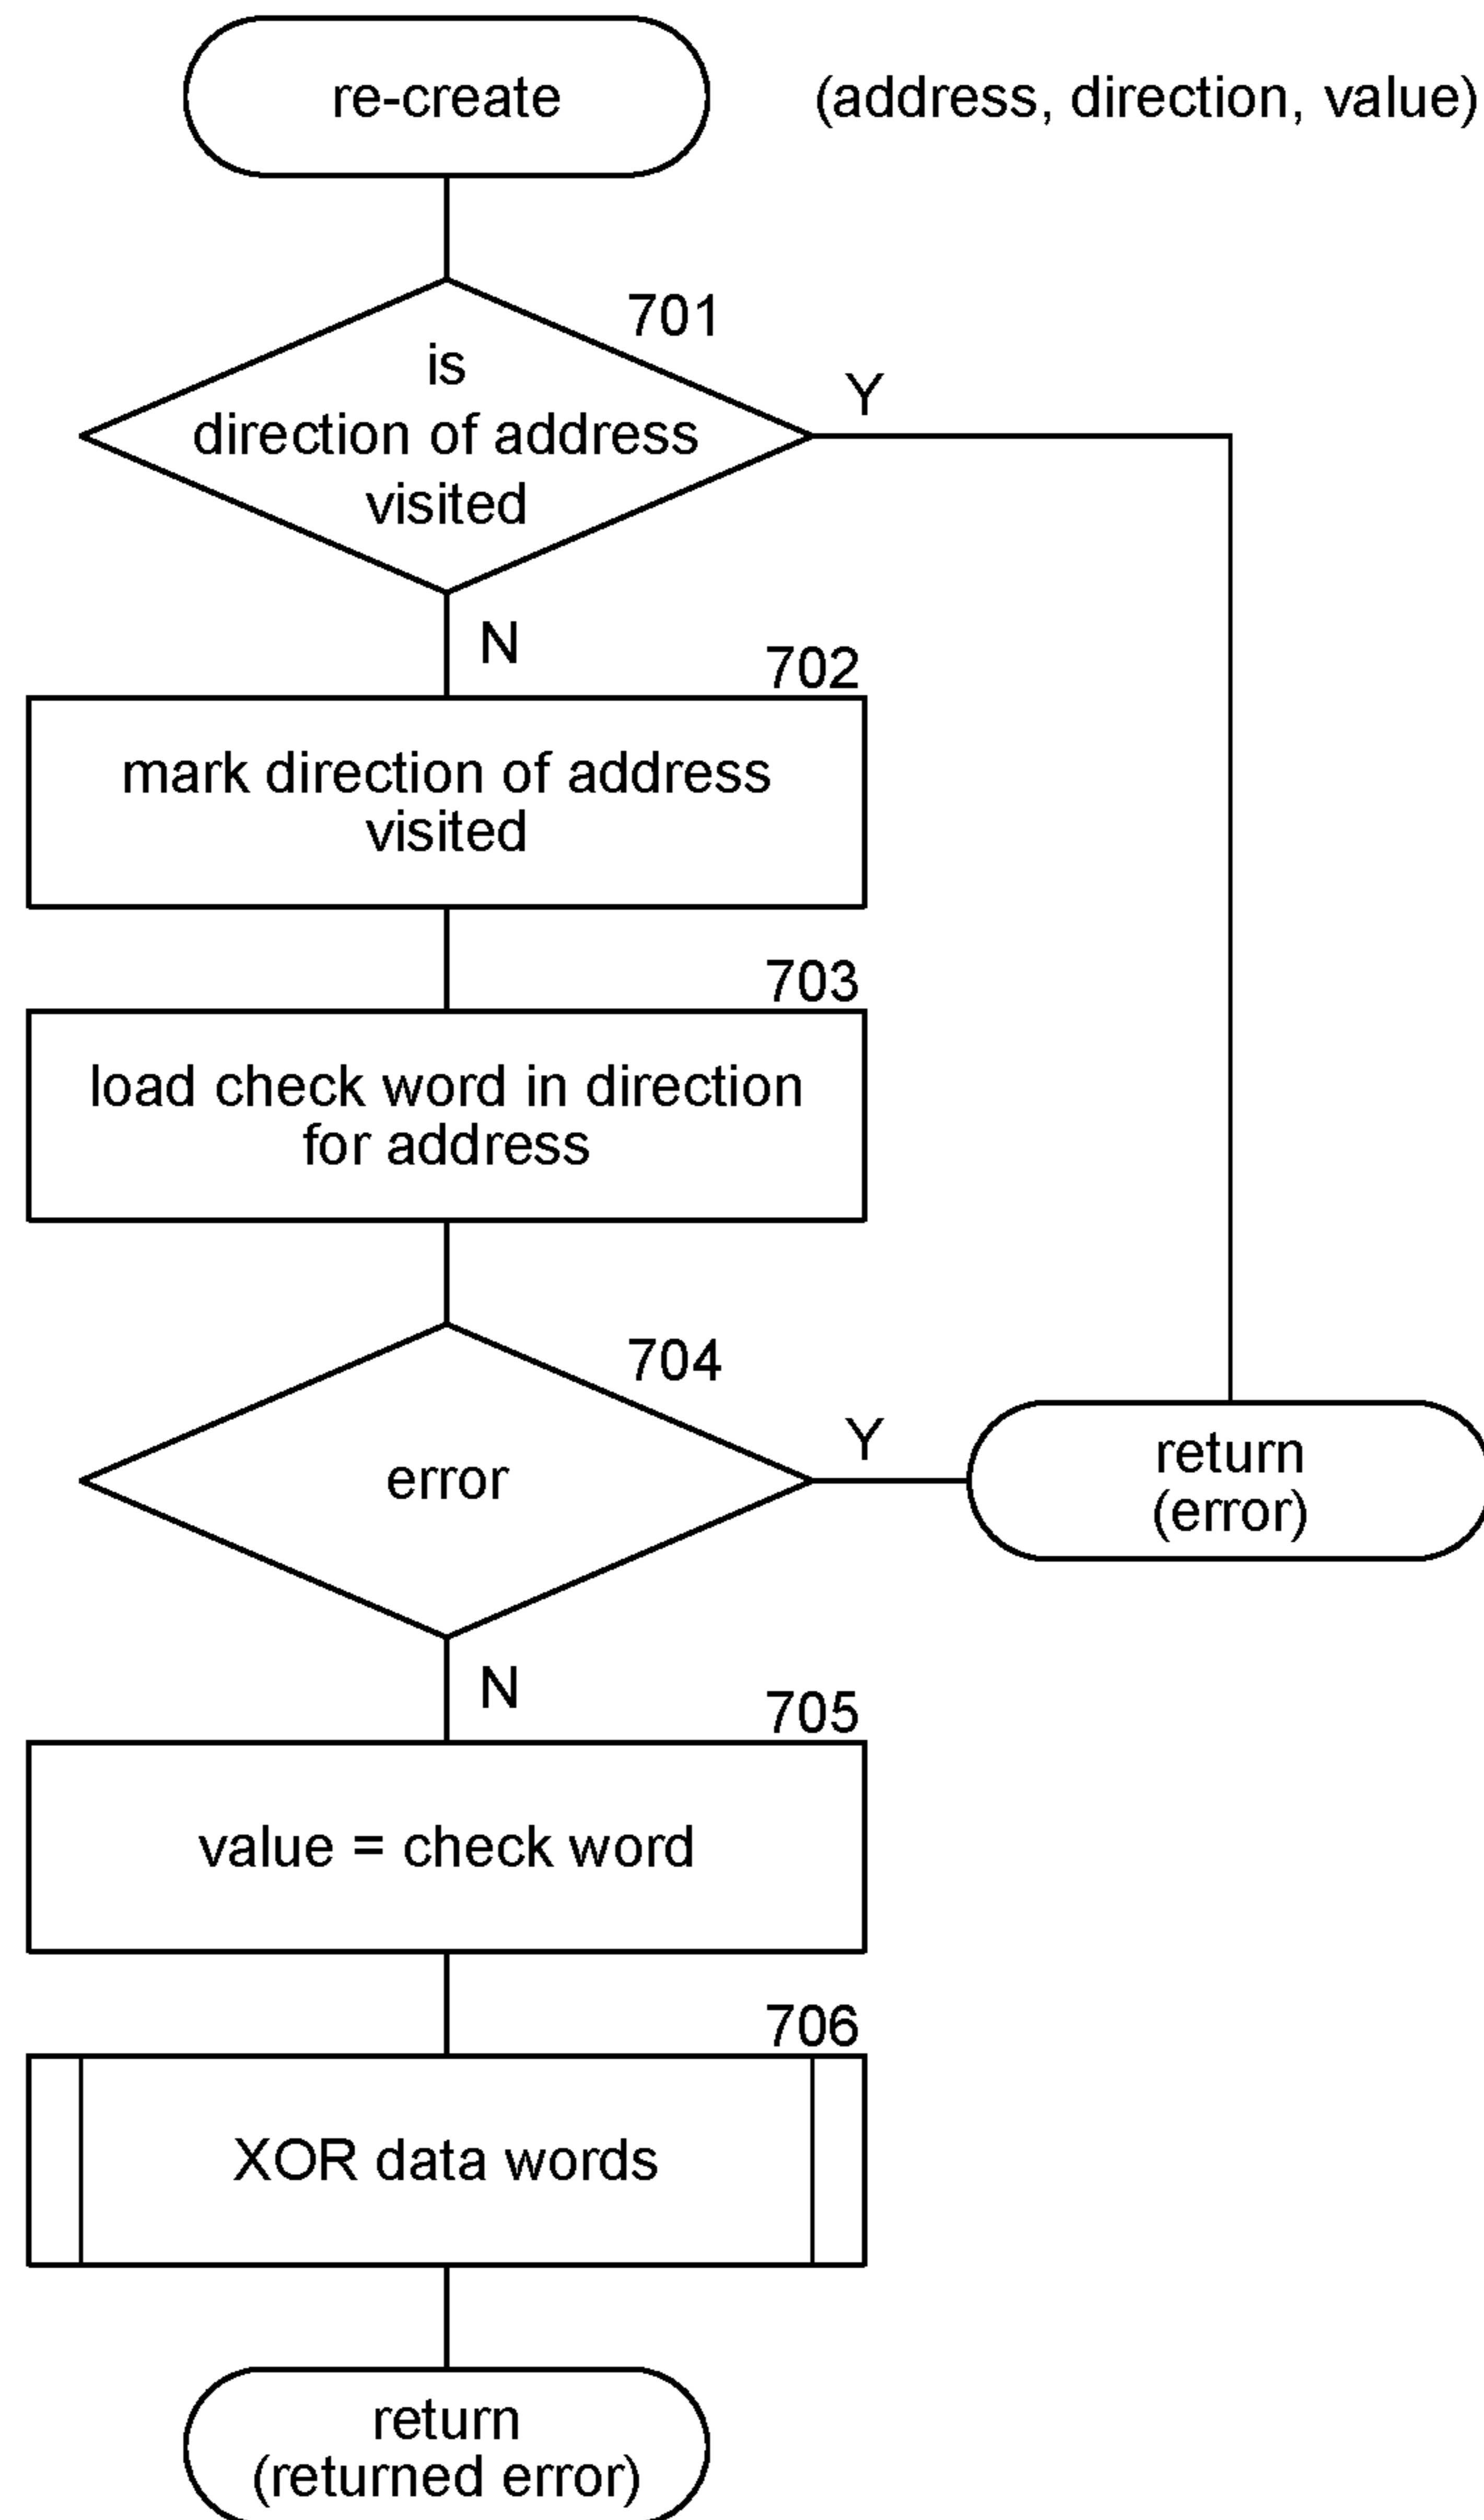 re-create
(address, direction, value)
701
is
direction of address
visited
Y
N
702
mark direction of address
visited
703
load check word in direction
for address
704
error
Y
return
(error)
N
705
value = check word
706
XOR data words
return
(returned error)